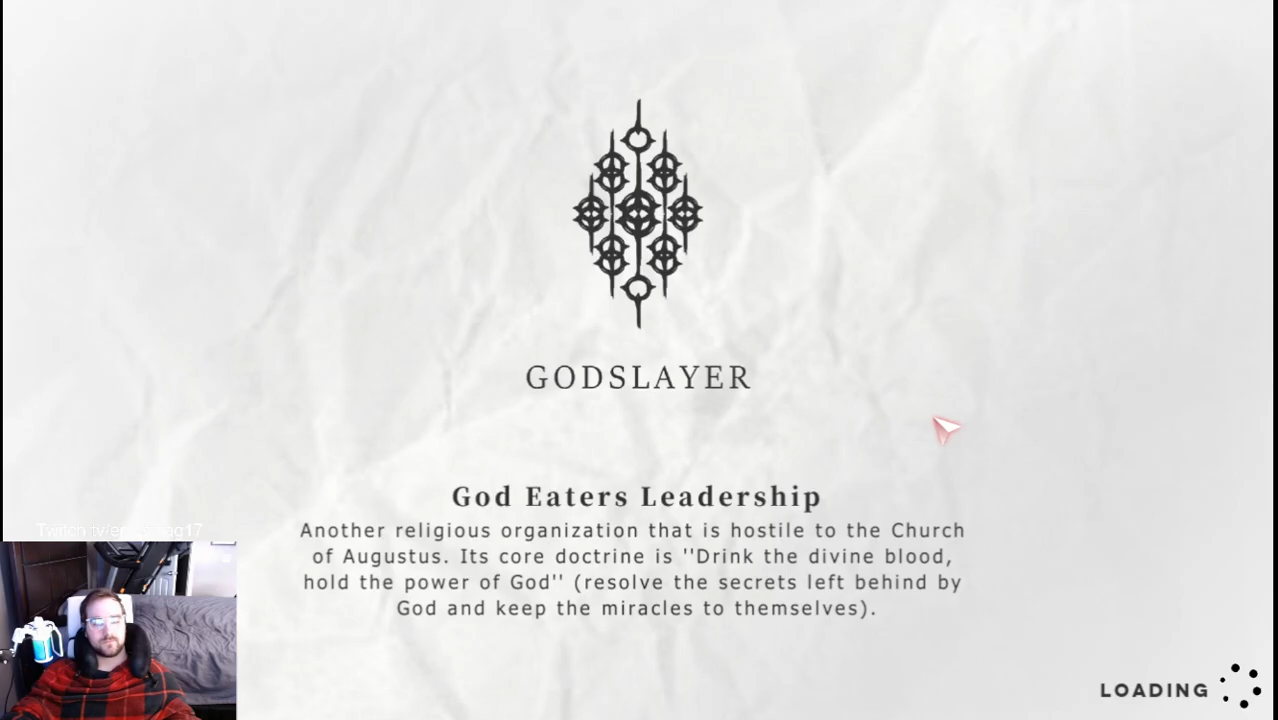 GODSLAYER
God Eaters Leadership
Another religious organization that is hostile to the Church
of Augustus. Its core doctrine is ''Drink the divine blood,
hold the power of God'' (resolve the secrets left behind by
God and keep the miracles to themselves).
LOADING